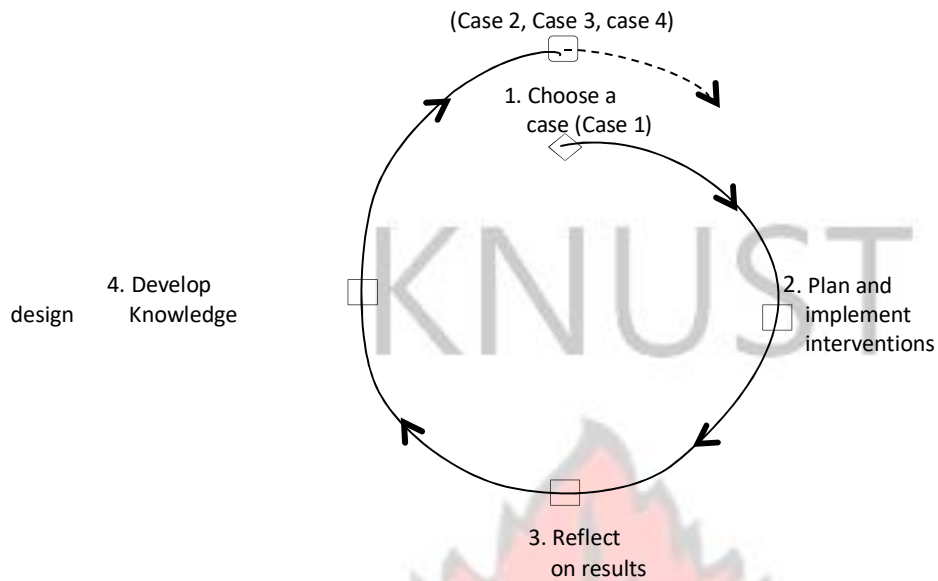 (Case 2, Case 3, case 4)
1. Choose a
case (Case 1)
KNUST
2. Plan and
implement
interventions
4. Develop
design Knowledge
3. Reflect
on results